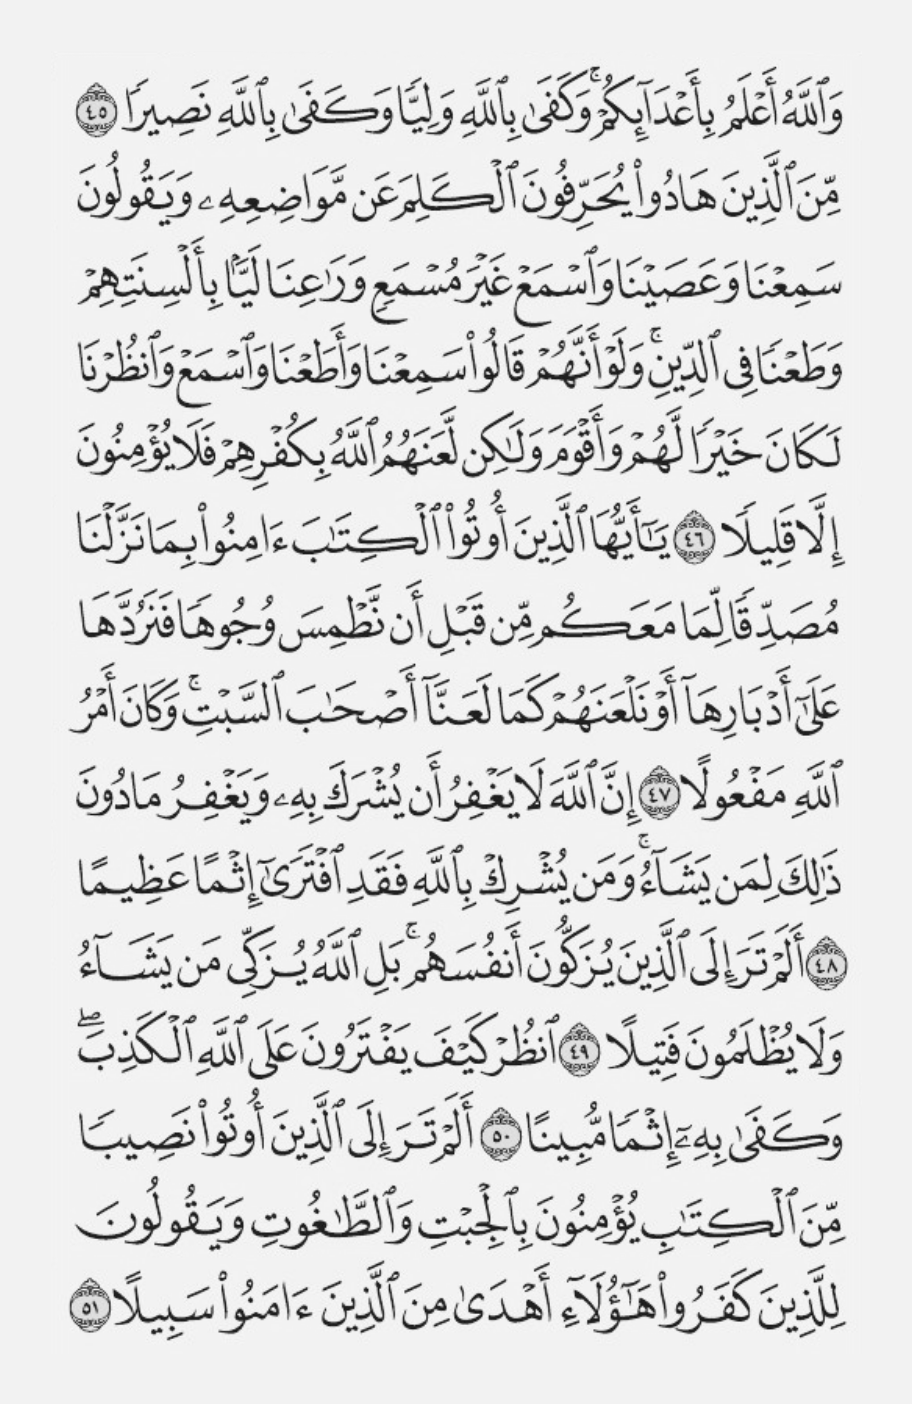 وَٱللَّهُ أَعۡلَمُ بِأَعۡدَآئِكُمۡۚ وَكَفَىٰ بِٱللَّهِ وَلِيّٗا وَكَفَىٰ بِٱللَّهِ نَصِيرٗا ٤٥
مِّنَ ٱلَّذِينَ هَادُواْ يُحَرِّفُونَ ٱلۡكَلِمَ عَن مَّوَاضِعِهِۦ وَيَقُولُونَ
سَمِعۡنَا وَعَصَيۡنَا وَٱسۡمَعۡ غَيۡرَ مُسۡمَعٖ وَرَٰعِنَا لَيَّۢا بِأَلۡسِنَتِهِمۡ
وَطَعۡنٗا فِي ٱلدِّينِۚ وَلَوۡ أَنَّهُمۡ قَالُواْ سَمِعۡنَا وَأَطَعۡنَا وَٱسۡمَعۡ وَٱنظُرۡنَا
لَكَانَ خَيۡرٗا لَّهُمۡ وَأَقۡوَمَ وَلَٰكِن لَّعَنَهُمُ ٱللَّهُ بِكُفۡرِهِمۡ فَلَا يُؤۡمِنُونَ
إِلَّا قَلِيلٗا ٤٦ يَٰٓأَيُّهَا ٱلَّذِينَ أُوتُواْ ٱلۡكِتَٰبَ ءَامِنُواْ بِمَا نَزَّلۡنَا
مُصَدِّقٗا لِّمَا مَعَكُم مِّن قَبۡلِ أَن نَّطۡمِسَ وُجُوهٗا فَنَرُدَّهَا
عَلَىٰٓ أَدۡبَارِهَآ أَوۡ نَلۡعَنَهُمۡ كَمَا لَعَنَّآ أَصۡحَٰبَ ٱلسَّبۡتِۚ وَكَانَ أَمۡرُ
ٱللَّهِ مَفۡعُولًا ٤٧ إِنَّ ٱللَّهَ لَا يَغۡفِرُ أَن يُشۡرَكَ بِهِۦ وَيَغۡفِرُ مَا دُونَ
ذَٰلِكَ لِمَن يَشَآءُۚ وَمَن يُشۡرِكۡ بِٱللَّهِ فَقَدِ ٱفۡتَرَىٰٓ إِثۡمًا عَظِيمًا
٤٨ أَلَمۡ تَرَ إِلَى ٱلَّذِينَ يُزَكُّونَ أَنفُسَهُمۚ بَلِ ٱللَّهُ يُزَكِّي مَن يَشَآءُ
وَلَا يُظۡلَمُونَ فَتِيلًا ٤٩ ٱنظُرۡ كَيۡفَ يَفۡتَرُونَ عَلَى ٱللَّهِ ٱلۡكَذِبَۖ
وَكَفَىٰ بِهِۦٓ إِثۡمٗا مُّبِينًا ٥٠ أَلَمۡ تَرَ إِلَى ٱلَّذِينَ أُوتُواْ نَصِيبٗا
مِّنَ ٱلۡكِتَٰبِ يُؤۡمِنُونَ بِٱلۡجِبۡتِ وَٱلطَّٰغُوتِ وَيَقُولُونَ
لِلَّذِينَ كَفَرُواْ هَٰٓؤُلَآءِ أَهۡدَىٰ مِنَ ٱلَّذِينَ ءَامَنُواْ سَبِيلًا ٥١